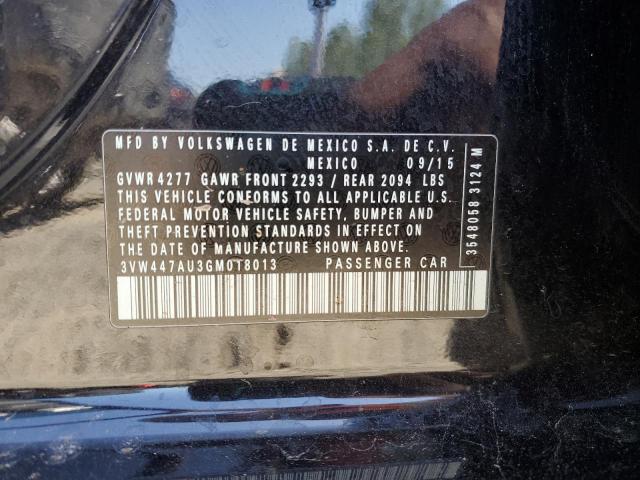 MFD BY VOLKSWAGEN DE MEXICO S.A. DE C.V.
MEXICO 09/15
GVWR 4277 GAWR FRONT 2293 / REAR 2094 LBS
THIS VEHICLE CONFORMS TO ALL APPLICABLE U.S.
FEDERAL MOTOR VEHICLE SAFETY, BUMPER AND
THEFT PREVENTION STANDARDS IN EFFECT ON
THE DATE OF MANUFACTURE SHOWN ABOVE.
3VW447AU3GM018013 PASSENGER CAR
3548058 3124 M